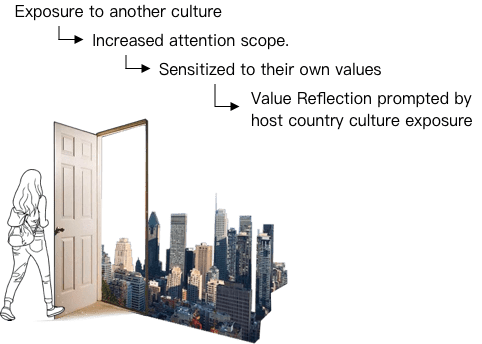 Exposure to another culture
Increased attention scope.
Sensitized to their own values
Value Reflection prompted by
host country culture exposure